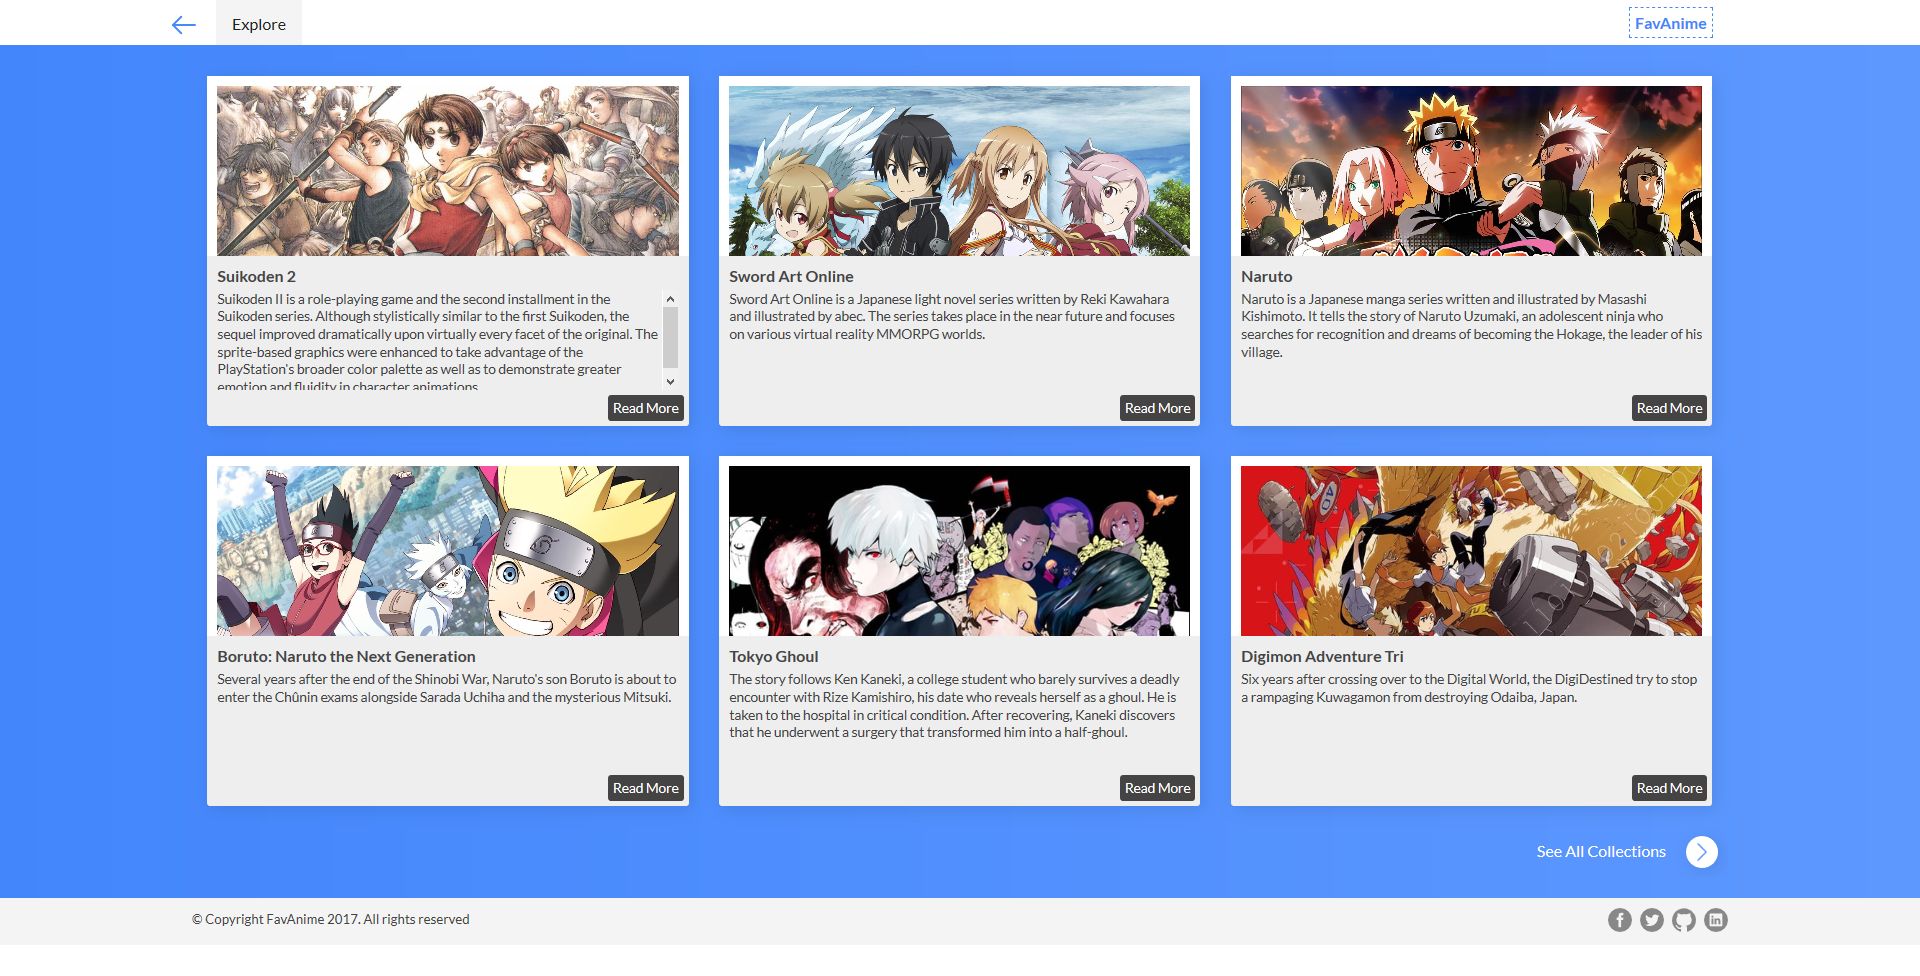 Explore
FavAnime
Suikoden 2
Suikoden II is a role-playing game and the second installment in the
Suikoden series. Although stylistically similar to the first Suikoden, the
sequel improved dramatically upon virtually every facet of the original. The
sprite-based graphics were enhanced to take advantage of the
PlayStation's broader color palette as well as to demonstrate greater
emotion and fluidity in character animations.
Read More
Sword Art Online
Sword Art Online is a Japanese light novel series written by Reki Kawahara
and illustrated by abec. The series takes place in the near future and focuses
on various virtual reality MMORPG worlds.
Read More
Naruto
Naruto is a Japanese manga series written and illustrated by Masashi
Kishimoto. It tells the story of Naruto Uzumaki, an adolescent ninja who
searches for recognition and dreams of becoming the Hokage, the leader of his
village.
Read More
Boruto: Naruto the Next Generation
Several years after the end of the Shinobi War, Naruto's son Boruto is about to
enter the Chûnin exams alongside Sarada Uchiha and the mysterious Mitsuki.
Read More
Tokyo Ghoul
The story follows Ken Kaneki, a college student who barely survives a deadly
encounter with Rize Kamishiro, his date who reveals herself as a ghoul. He is
taken to the hospital in critical condition. After recovering, Kaneki discovers
that he underwent a surgery that transformed him into a half-ghoul.
Read More
Digimon Adventure Tri
Six years after crossing over to the Digital World, the DigiDestined try to stop
a rampaging Kuwagamon from destroying Odaiba, Japan.
Read More
See All Collections
© Copyright FavAnime 2017. All rights reserved